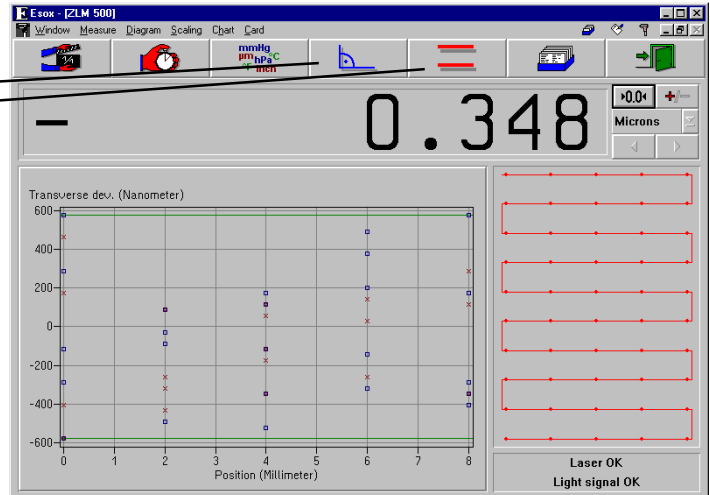 Esox - [ZLM 500]
Window Measure Diagram Scaling Chart Card
1/4
mmHg
µm hPa °C
°F inch
- 0.348
0.0
+/-
Microns
Transverse dev. (Nanometer)
600
400
200
0
-200
-400
-600
0 1 2 3 4 5 6 7 8
Position (Millimeter)
Laser OK
Light signal OK